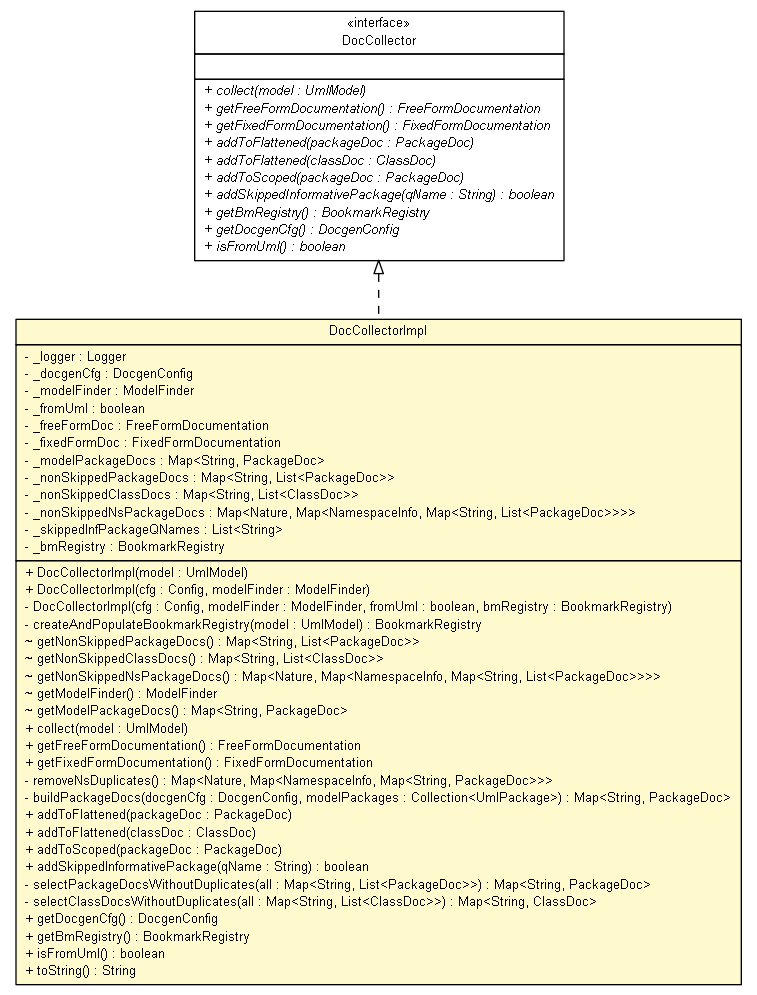 «interface»
DocCollector
+ collect(model : UmlModel)
+ getFreeFormDocumentation() : FreeFormDocumentation
+ getFixedFormDocumentation() : FixedFormDocumentation
+ addToFlattened(packageDoc : PackageDoc)
+ addToFlattened(classDoc : ClassDoc)
+ addToScoped(packageDoc : PackageDoc)
+ addSkippedInformativePackage(qName : String) : boolean
+ getBmRegistry() : BookmarkRegistry
+ getDocgenCfg() : DocgenConfig
+ isFromUml() : boolean
DocCollectorImpl
- _logger : Logger
- _docgenCfg : DocgenConfig
- _modelFinder : ModelFinder
- _fromUml : boolean
- _freeFormDoc : FreeFormDocumentation
- _fixedFormDoc : FixedFormDocumentation
- _modelPackageDocs : Map<String, PackageDoc>
- _nonSkippedPackageDocs : Map<String, List<PackageDoc>>
- _nonSkippedClassDocs : Map<String, List<ClassDoc>>
- _nonSkippedNsPackageDocs : Map<Nature, Map<NamespaceInfo, Map<String, List<PackageDoc>>>>
- _skippedInfPackageQNames : List<String>
- _bmRegistry : BookmarkRegistry
+ DocCollectorImpl(model : UmlModel)
+ DocCollectorImpl(cfg : Config, modelFinder : ModelFinder)
- DocCollectorImpl(cfg : Config, modelFinder : ModelFinder, fromUml : boolean, bmRegistry : BookmarkRegistry)
- createAndPopulateBookmarkRegistry(model : UmlModel) : BookmarkRegistry
~ getNonSkippedPackageDocs() : Map<String, List<PackageDoc>>
~ getNonSkippedClassDocs() : Map<String, List<ClassDoc>>
~ getNonSkippedNsPackageDocs() : Map<Nature, Map<NamespaceInfo, Map<String, List<PackageDoc>>>>
~ getModelFinder() : ModelFinder
~ getModelPackageDocs() : Map<String, PackageDoc>
+ collect(model : UmlModel)
+ getFreeFormDocumentation() : FreeFormDocumentation
+ getFixedFormDocumentation() : FixedFormDocumentation
- removeNsDuplicates() : Map<Nature, Map<NamespaceInfo, Map<String, PackageDoc>>>
- buildPackageDocs(docgenCfg : DocgenConfig, modelPackages : Collection<UmlPackage>) : Map<String, PackageDoc>
+ addToFlattened(packageDoc : PackageDoc)
+ addToFlattened(classDoc : ClassDoc)
+ addToScoped(packageDoc : PackageDoc)
+ addSkippedInformativePackage(qName : String) : boolean
- selectPackageDocsWithoutDuplicates(all : Map<String, List<PackageDoc>>) : Map<String, PackageDoc>
- selectClassDocsWithoutDuplicates(all : Map<String, List<ClassDoc>>) : Map<String, ClassDoc>
+ getDocgenCfg() : DocgenConfig
+ getBmRegistry() : BookmarkRegistry
+ isFromUml() : boolean
+ toString() : String